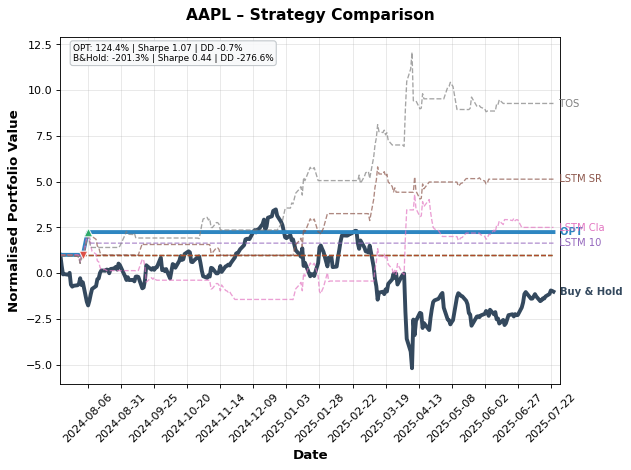 AAPL – Strategy Comparison
OPT: 124.4% | Sharpe 1.07 | DD -0.7%
B&Hold: -201.3% | Sharpe 0.44 | DD -276.6%
12.5
10.0
7.5
5.0
2.5
0.0
−2.5
−5.0
Normalised Portfolio Value
TOS
LSTM SR
LSTM Cla
OPT
LSTM 10
Buy & Hold
2024-08-06
2024-08-31
2024-09-25
2024-10-20
2024-11-14
2024-12-09
2025-01-03
2025-01-28
2025-02-22
2025-03-19
2025-04-13
2025-05-08
2025-06-02
2025-06-27
2025-07-22
Date